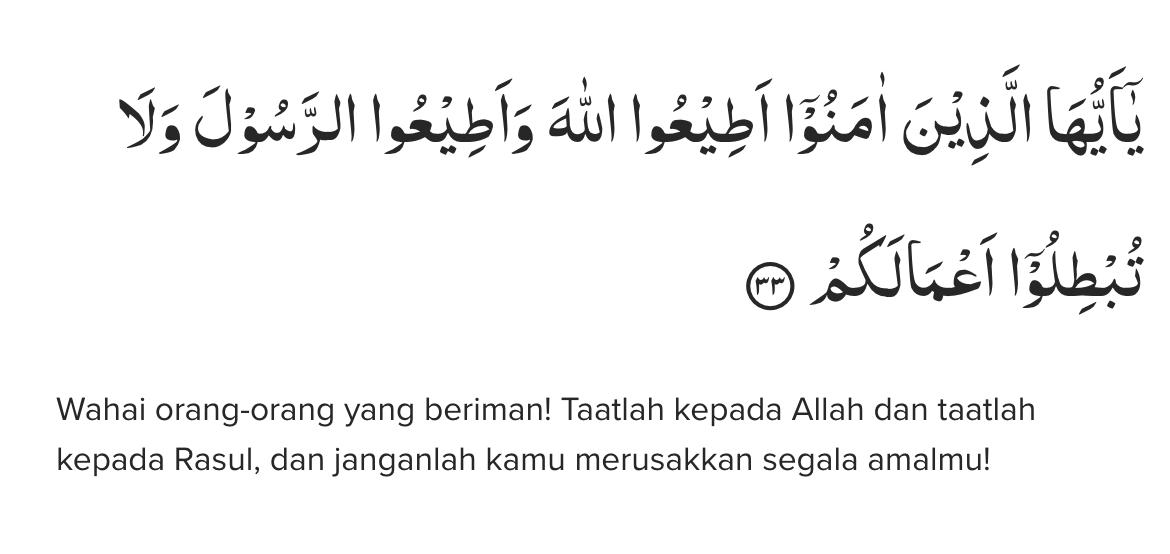 يٰٓاَيُّهَا الَّذِيْنَ اٰمَنُوْٓا اَطِيْعُوا اللّٰهَ وَاَطِيْعُوا الرَّسُوْلَ وَلَا
تُبْطِلُوْٓا اَعْمَالَكُمْ ۝٣٣
Wahai orang-orang yang beriman! Taatlah kepada Allah dan taatlah
kepada Rasul, dan janganlah kamu merusakkan segala amalmu!